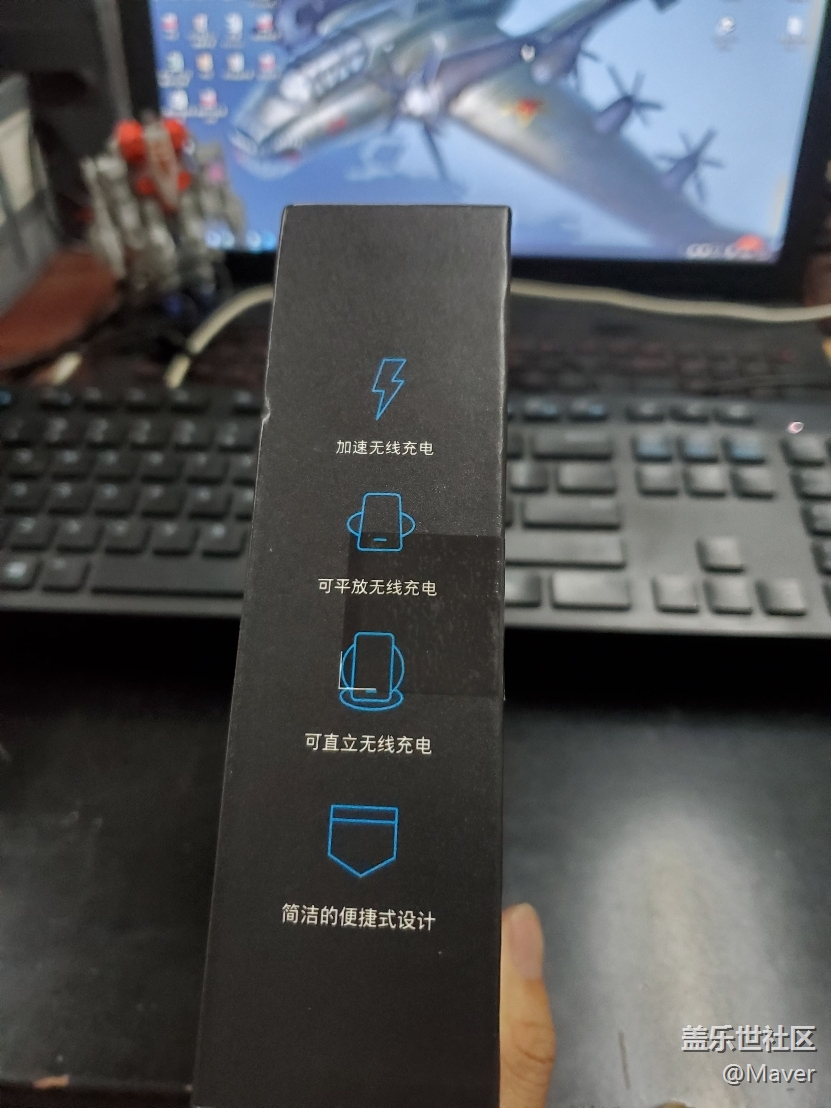 加速无线充电
可平放无线充电
可直立无线充电
简洁的便捷式设计
盖乐世社区
@Maver